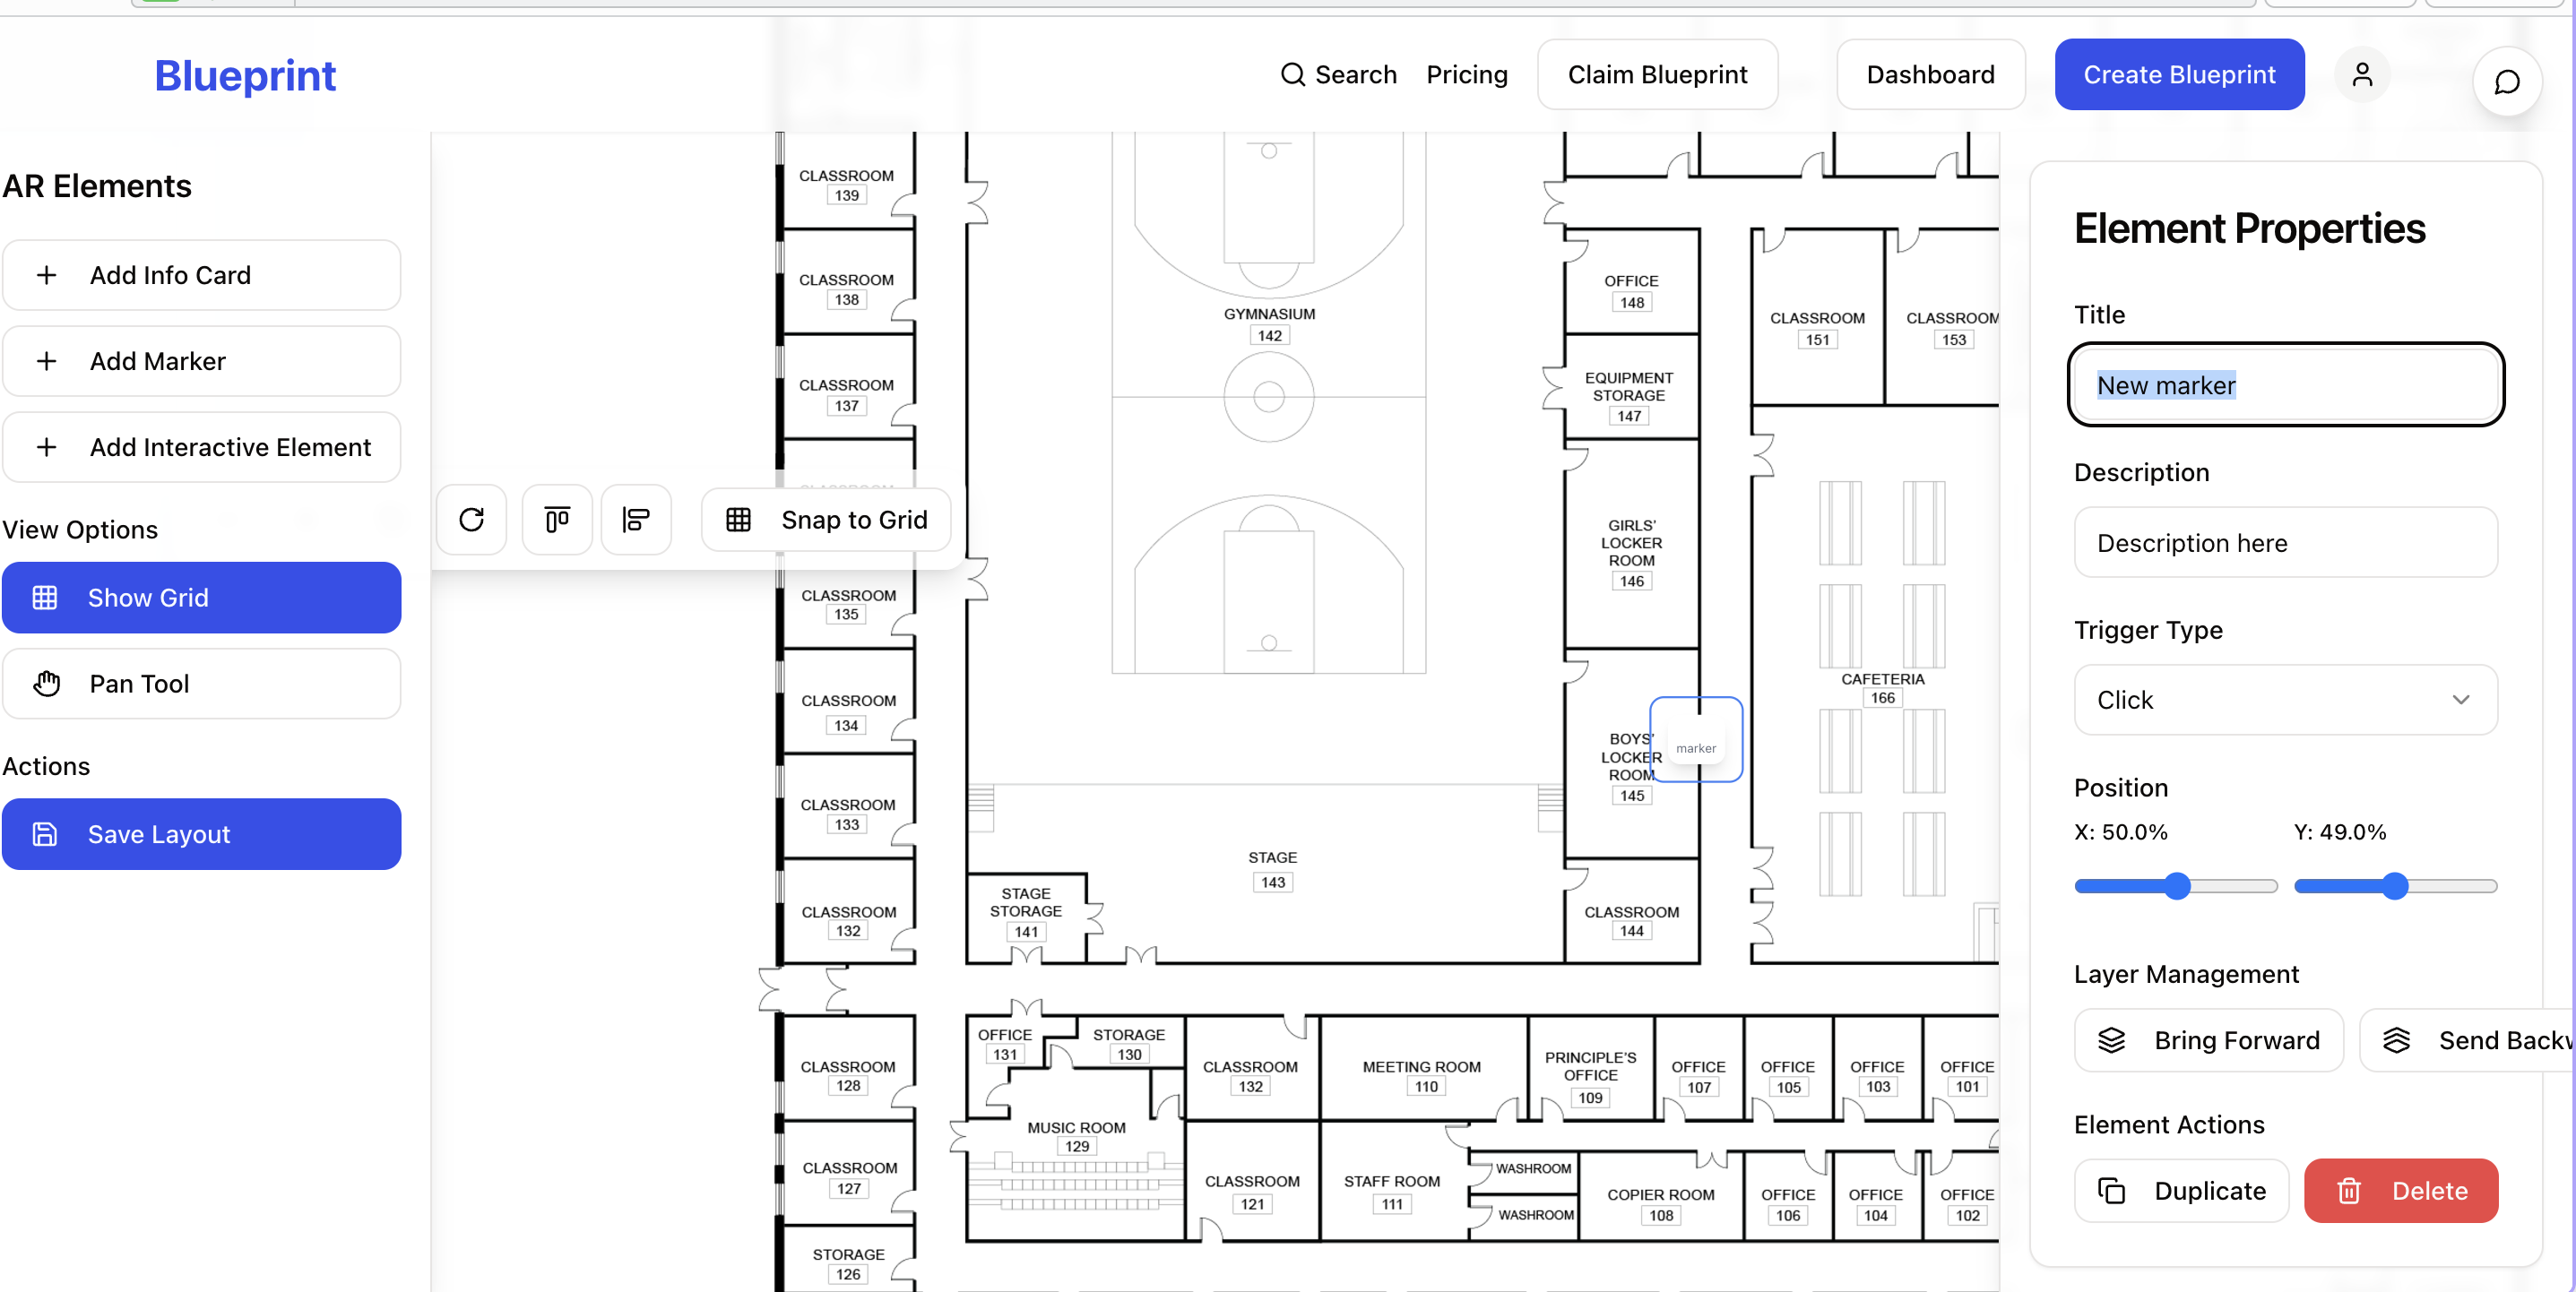 Blueprint
Search
Pricing
Claim Blueprint
Dashboard
Create Blueprint
AR Elements
Add Info Card
Add Marker
Add Interactive Element
View Options
Show Grid
Pan Tool
Actions
Save Layout
Snap to Grid
CLASSROOM
139
CLASSROOM
138
CLASSROOM
137
CLASSROOM
CLASSROOM
135
CLASSROOM
134
CLASSROOM
133
CLASSROOM
132
CLASSROOM
128
CLASSROOM
127
STORAGE
126
GYMNASIUM
142
STAGE
143
STAGE
STORAGE
141
OFFICE
148
EQUIPMENT
STORAGE
147
GIRLS'
LOCKER
ROOM
146
BOYS'
LOCKER
ROOM
145
marker
CLASSROOM
144
CLASSROOM
151
CLASSROOM
153
CAFETERIA
166
OFFICE
131
STORAGE
130
MUSIC ROOM
129
CLASSROOM
132
MEETING ROOM
110
PRINCIPLE'S
OFFICE
109
OFFICE
107
OFFICE
105
OFFICE
103
OFFICE
101
CLASSROOM
121
STAFF ROOM
111
WASHROOM
WASHROOM
COPIER ROOM
108
OFFICE
106
OFFICE
104
OFFICE
102
Element Properties
Title
New marker
Description
Description here
Trigger Type
Click
Position
X: 50.0%
Y: 49.0%
Layer Management
Bring Forward
Send Backw
Element Actions
Duplicate
Delete